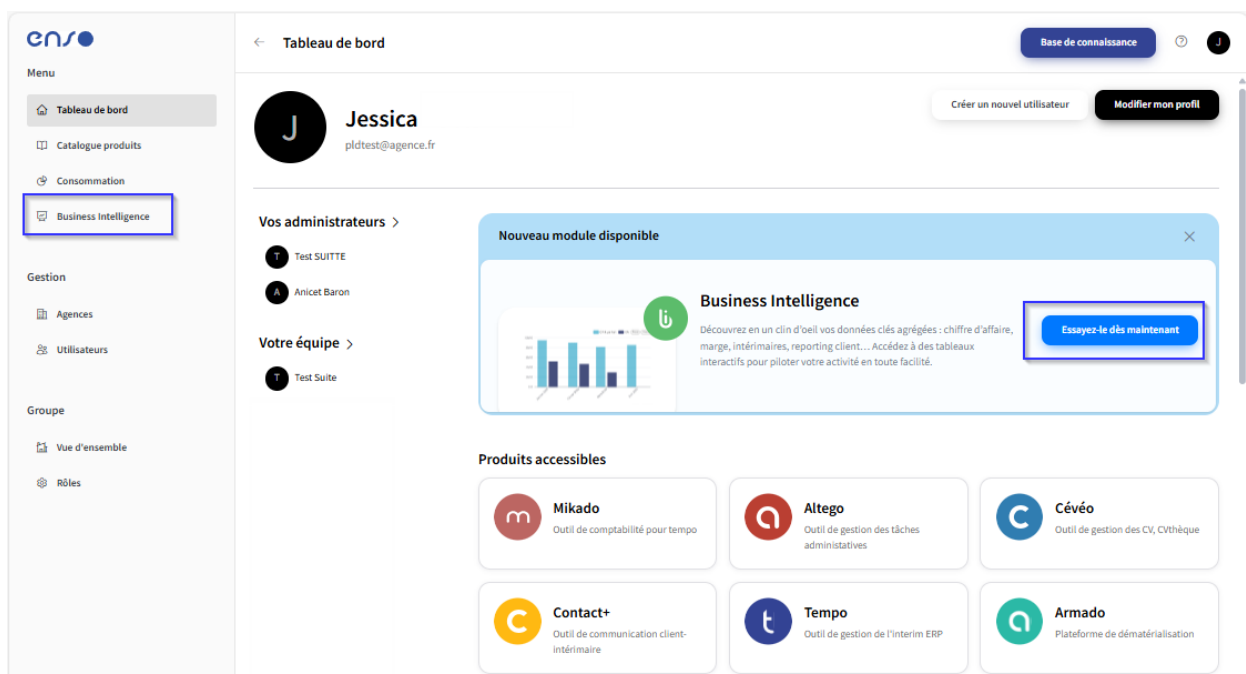 enso
Menu
Tableau de bord
Catalogue produits
Consommation
Business Intelligence
Gestion
Agences
Utilisateurs
Groupe
Vue d'ensemble
Rôles
← Tableau de bord
Base de connaissance
?
J
J
Jessica
pldtest@agence.fr
Créer un nouvel utilisateur
Modifier mon profil
Vos administrateurs >
T Test SUITTE
A Anicet Baron
Votre équipe >
T Test Suite
Nouveau module disponible
Business Intelligence
Découvrez en un clin d'oeil vos données clés agrégées : chiffre d'affaire,
marge, intérimaires, reporting client... Accédez à des tableaux
interactifs pour piloter votre activité en toute facilité.
Essayez-le dès maintenant
Produits accessibles
Mikado
Outil de comptabilité pour tempo
Altego
Outil de gestion des tâches
administatives
Cévéo
Outil de gestion des CV, CVthèque
Contact+
Outil de communication client-
intérimaire
Tempo
Outil de gestion de l'interim ERP
Armado
Plateforme de dématérialisation